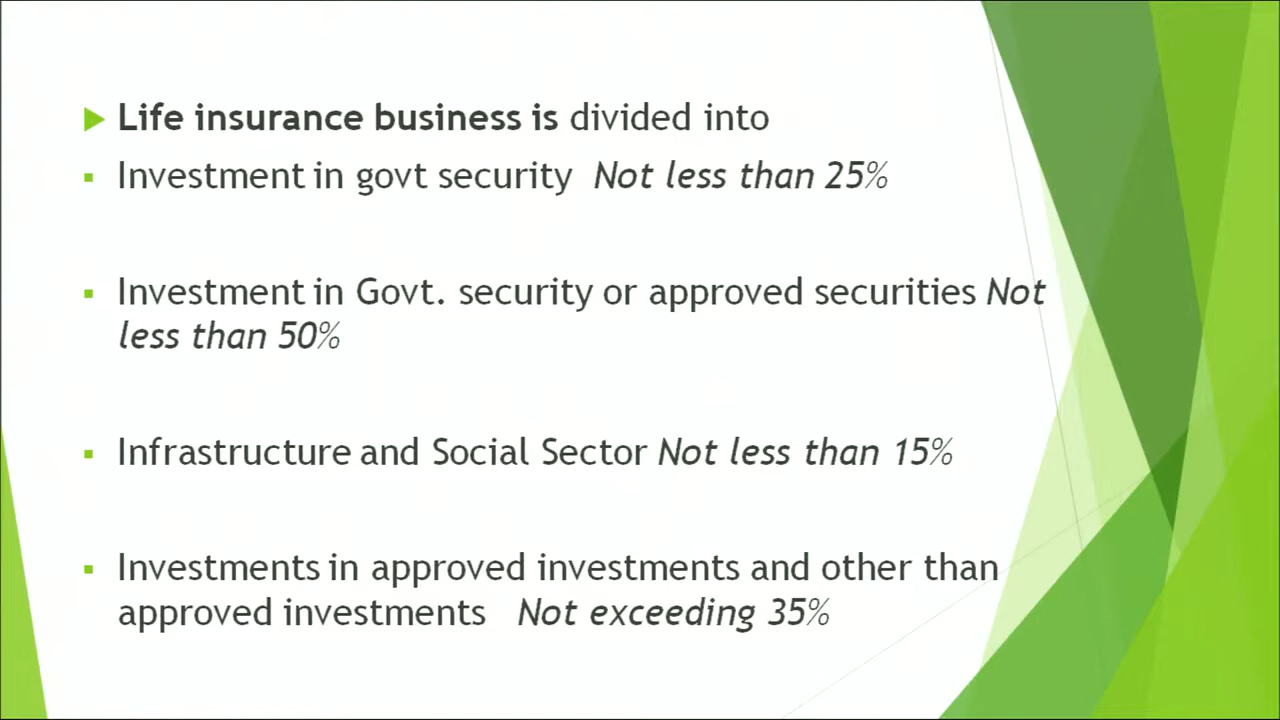 Life insurance business is divided into
Investment in govt security Not less than 25%
Investment in Govt. security or approved securities Not
less than 50%
Infrastructure and Social Sector Not less than 15%
Investments in approved investments and other than
approved investments Not exceeding 35%